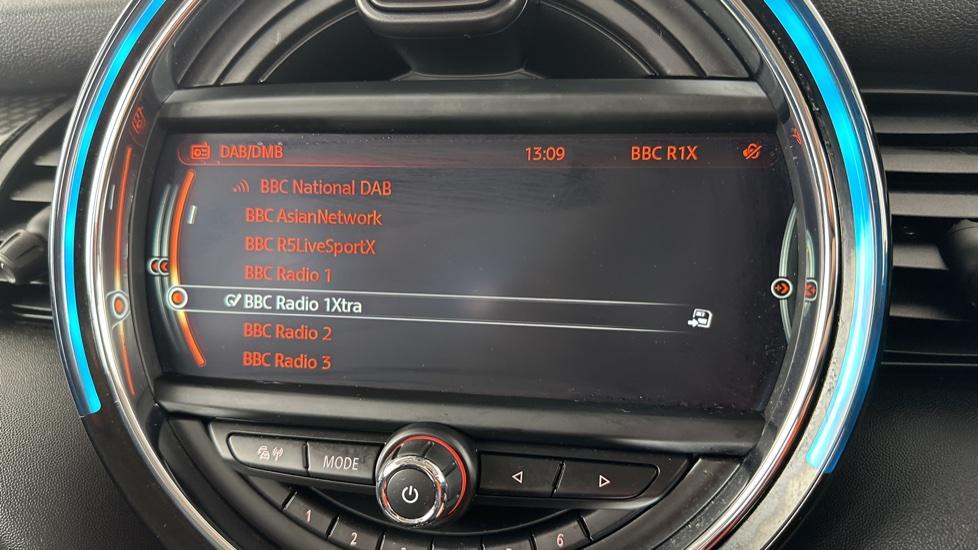 DAB/DMB 13:09 BBC R1X
BBC National DAB
BBC AsianNetwork
BBC R5LiveSportX
BBC Radio 1
BBC Radio 1Xtra
BBC Radio 2
BBC Radio 3
MODE
1 2 6